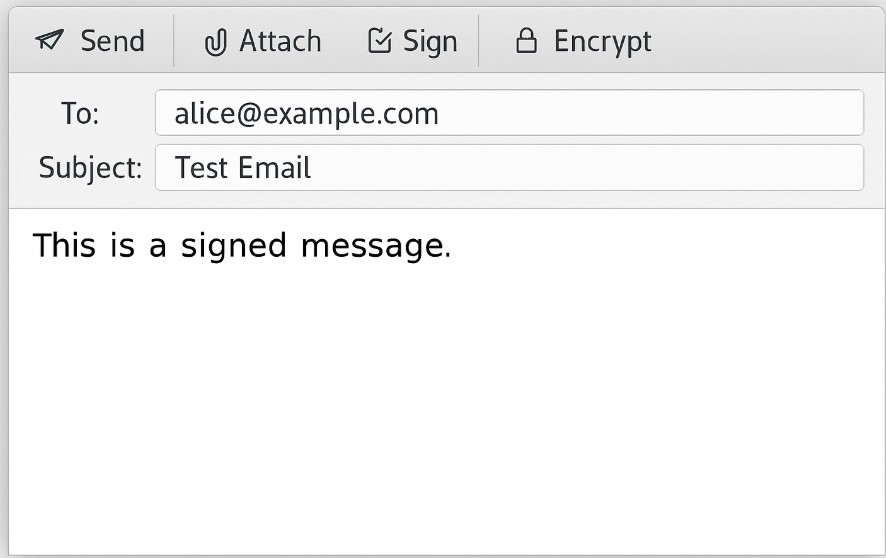 Send Attach Sign Encrypt
To: alice@example.com
Subject: Test Email
This is a signed message.